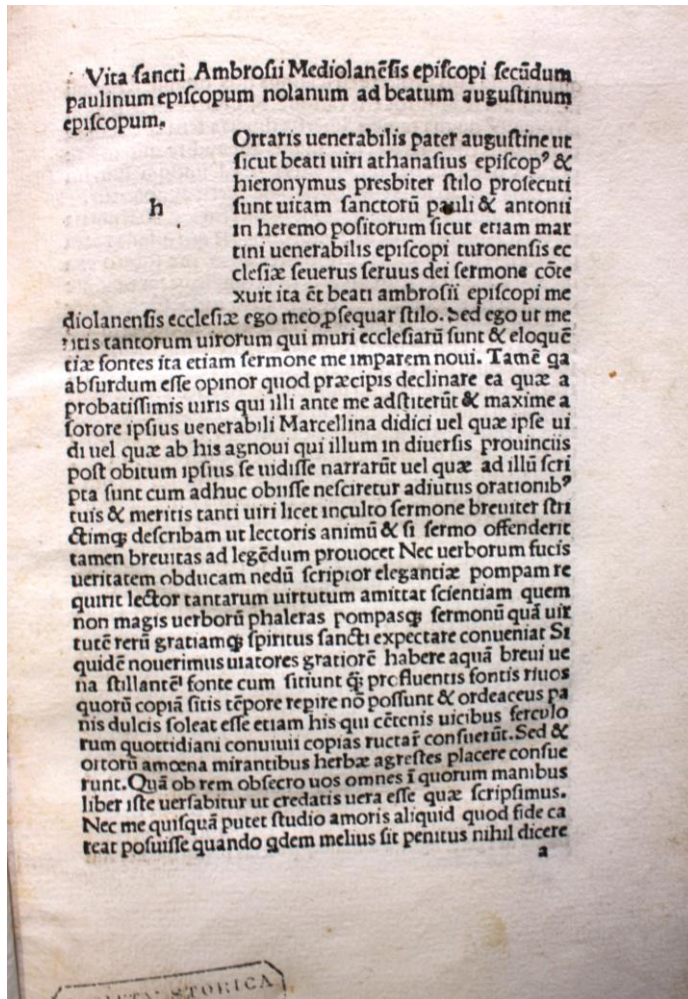 Vita sancti Ambrosii Mediolanēsis episcopi secūdum
paulinum episcopum nolanum ad beatum augustinum
episcopum.
h
Ortaris uenerabilis pater augustine ut
sicut beati uiri athanasius episcopꝰ &
hieronymus presbiter stilo prosecuti
sunt uitam sanctorū pauli & antonii
in heremo positorum sicut etiam mar
tini uenerabilis episcopi turonensis ec
clesiæ seuerus seruus dei sermone cōte
xuit ita ēt beati ambrosii episcopi me
diolanensis ecclesiæ ego meo ꝓsequar stilo. Sed ego ut me
ritis tantorum uirorum qui muri ecclesiarū sunt & eloquē
tiæ fontes ita etiam sermone me imparem noui. Tamē qa
absurdum esse opinor quod præcipis declinare ea quæ a
probatissimis uiris qui illi ante me adstiterūt & maxime a
sorore ipsius uenerabili Marcellina didici uel quæ ipse ui
di uel quæ ab his agnoui qui illum in diuersis prouinciis
post obitum ipsius se uidisse narrarūt uel quæ ad illū scri
pta sunt cum adhuc obiisse nesciretur adiutus orationibꝰ
tuis & meritis tanti uiri licet inculto sermone breuiter stri
ctimqꝫ describam ut lectoris animū & si sermo offenderit
tamen breuitas ad legēdum prouocet Nec uerborum fucis
ueritatem obducam nedū scriptor elegantiæ pompam re
quirit lector tantarum uirtutum amittat scientiam quem
non magis uerborū phaleras pompasqꝫ sermonū quā uir
tutē rerū gratiamqꝫ spiritus sancti expectare conueniat Si
quidē nouerimus uiatores gratiorē habere aquā breui ue
na stillantē fonte cum sitiunt q̄ꝫ profluentis fontis riuos
quorū copiā sitis tēpore repire nō possunt & ordeaceus pa
nis dulcis soleat esse etiam his qui cētenis uicibus ferculo
rum quottidiani conuiuii copias ructar̄ consuerūt. Sed &
ortorū amœna mirantibus herbæ agrestes placere consue
runt. Quā ob rem obsecro uos omnes ī quorum manibus
liber iste uersabitur ut credatis uera esse quæ scripsimus.
Nec me quisquā putet studio amoris aliquid quod fide ca
reat posuisse quando qdem melius sit penitus nihil dicere
a
STORICA